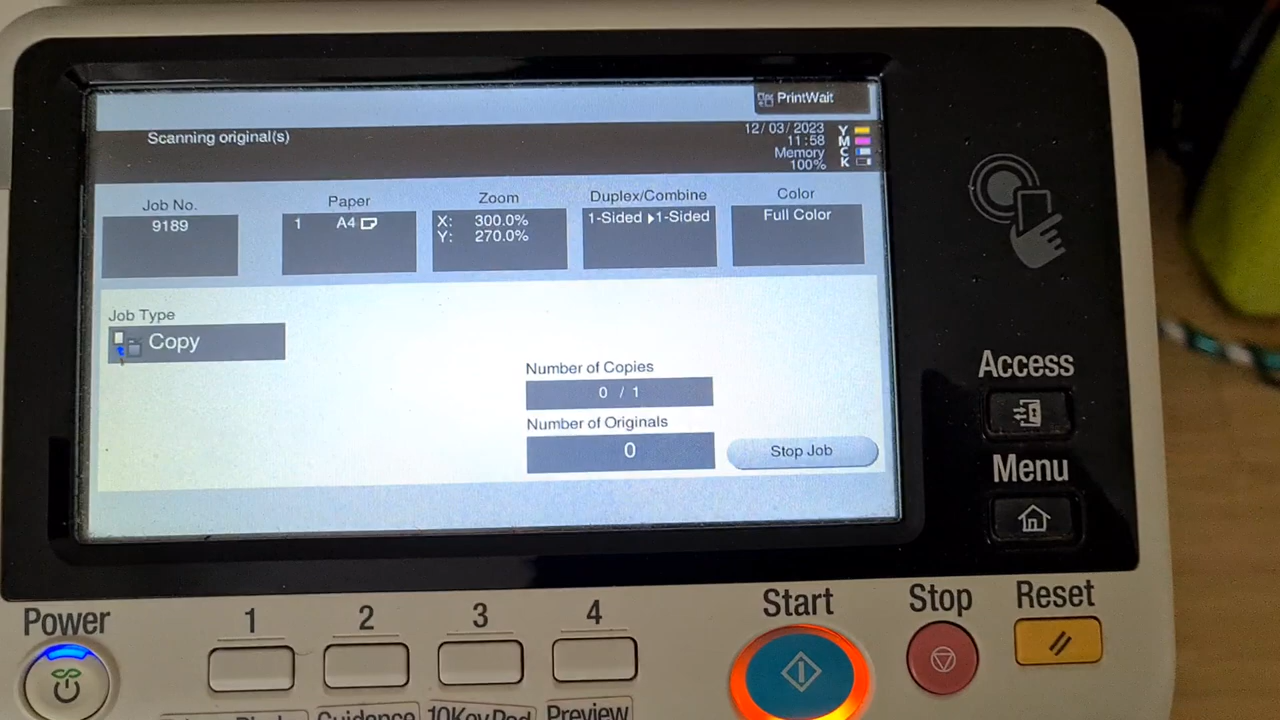 PrintWait
Scanning original(s)
12/03/2023
11:58
Memory
100%
Y
M
C
K
Job No.
9189
Paper
1 A4
Zoom
X: 300.0%
Y: 270.0%
Duplex/Combine
1-Sided ▶1-Sided
Color
Full Color
Job Type
Copy
Number of Copies
0 / 1
Number of Originals
0
Stop Job
Access
Menu
Power
1
2
3
4
Start
Stop
Reset
Guidance
10KeyPad
Preview